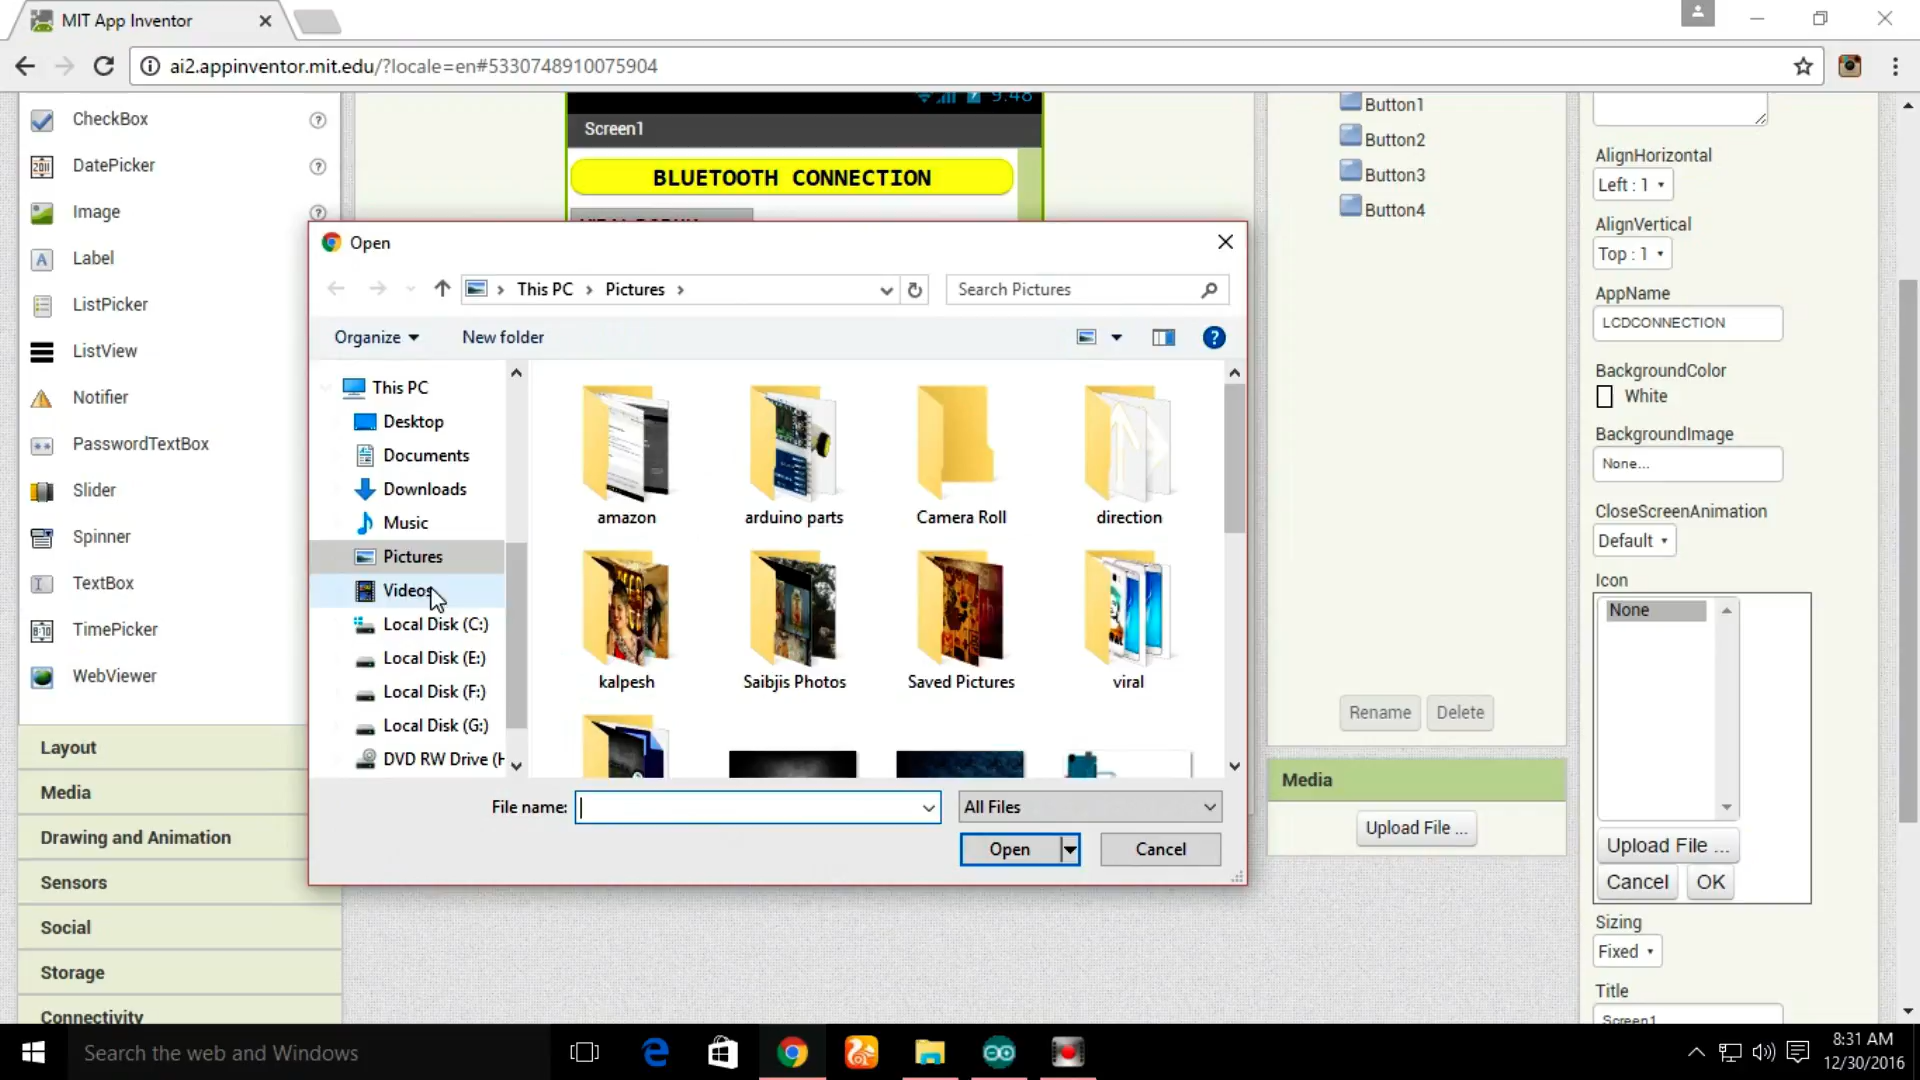 MIT App Inventor
ai2.appinventor.mit.edu/?locale=en#5330748910075904
CheckBox
DatePicker
Image
Label
ListPicker
ListView
Notifier
PasswordTextBox
Slider
Spinner
TextBox
TimePicker
WebViewer
Layout
Media
Drawing and Animation
Sensors
Social
Storage
Connectivity
9:48
Screen1
BLUETOOTH CONNECTION
Open
This PC
Pictures
Search Pictures
Organize
New folder
This PC
Desktop
Documents
Downloads
Music
Pictures
Videos
Local Disk (C:)
Local Disk (E:)
Local Disk (F:)
Local Disk (G:)
DVD RW Drive (H
amazon
arduino parts
Camera Roll
direction
kalpesh
Saibjis Photos
Saved Pictures
viral
File name:
All Files
Open
Cancel
Button1
Button2
Button3
Button4
Rename
Delete
Media
Upload File ...
AlignHorizontal
Left : 1
AlignVertical
Top : 1
AppName
LCDCONNECTION
BackgroundColor
White
BackgroundImage
None...
CloseScreenAnimation
Default
Icon
None
Upload File ...
Cancel
OK
Sizing
Fixed
Title
Screen1
Search the web and Windows
8:31 AM
12/30/2016